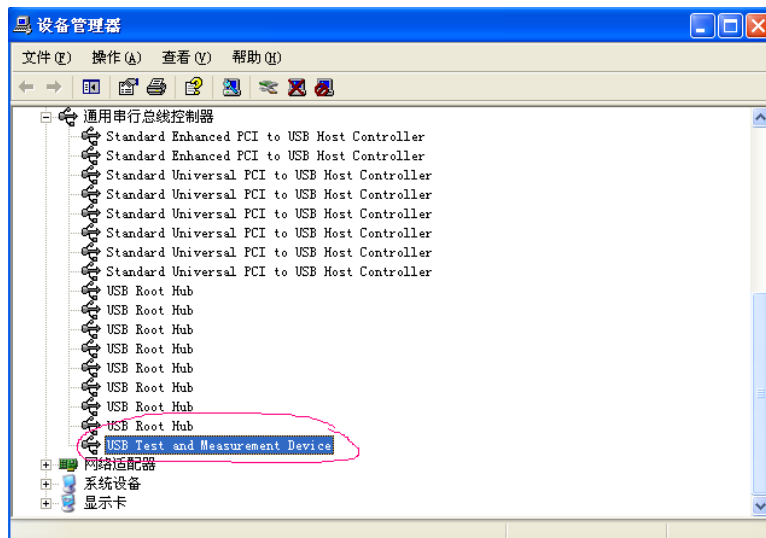 设备管理器
文件(F) 操作(A) 查看(V) 帮助(H)
通用串行总线控制器
Standard Enhanced PCI to USB Host Controller
Standard Enhanced PCI to USB Host Controller
Standard Universal PCI to USB Host Controller
Standard Universal PCI to USB Host Controller
Standard Universal PCI to USB Host Controller
Standard Universal PCI to USB Host Controller
Standard Universal PCI to USB Host Controller
Standard Universal PCI to USB Host Controller
USB Root Hub
USB Root Hub
USB Root Hub
USB Root Hub
USB Root Hub
USB Root Hub
USB Root Hub
USB Root Hub
USB Test and Measurement Device
网络适配器
系统设备
显示卡